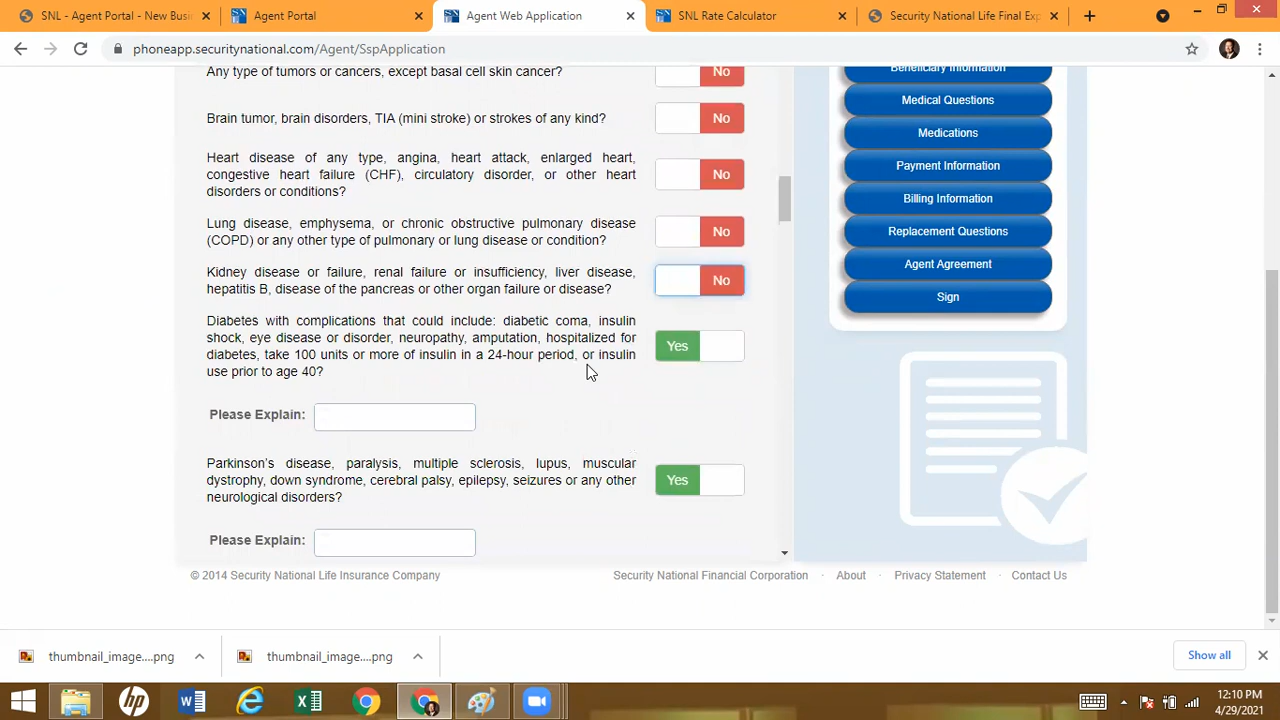 SNL - Agent Portal - New Busi
Agent Portal
Agent Web Application
SNL Rate Calculator
Security National Life Final Exp
phoneapp.securitynational.com/Agent/SspApplication
Any type of tumors or cancers, except basal cell skin cancer?
No
Brain tumor, brain disorders, TIA (mini stroke) or strokes of any kind?
No
Heart disease of any type, angina, heart attack, enlarged heart,
congestive heart failure (CHF), circulatory disorder, or other heart
disorders or conditions?
No
Lung disease, emphysema, or chronic obstructive pulmonary disease
(COPD) or any other type of pulmonary or lung disease or condition?
No
Kidney disease or failure, renal failure or insufficiency, liver disease,
hepatitis B, disease of the pancreas or other organ failure or disease?
No
Diabetes with complications that could include: diabetic coma, insulin
shock, eye disease or disorder, neuropathy, amputation, hospitalized for
diabetes, take 100 units or more of insulin in a 24-hour period, or insulin
use prior to age 40?
Yes
Please Explain:
Parkinson's disease, paralysis, multiple sclerosis, lupus, muscular
dystrophy, down syndrome, cerebral palsy, epilepsy, seizures or any other
neurological disorders?
Yes
Please Explain:
Beneficiary Information
Medical Questions
Medications
Payment Information
Billing Information
Replacement Questions
Agent Agreement
Sign
© 2014 Security National Life Insurance Company
Security National Financial Corporation · About · Privacy Statement · Contact Us
thumbnail_image....png
thumbnail_image....png
Show all
12:10 PM
4/29/2021